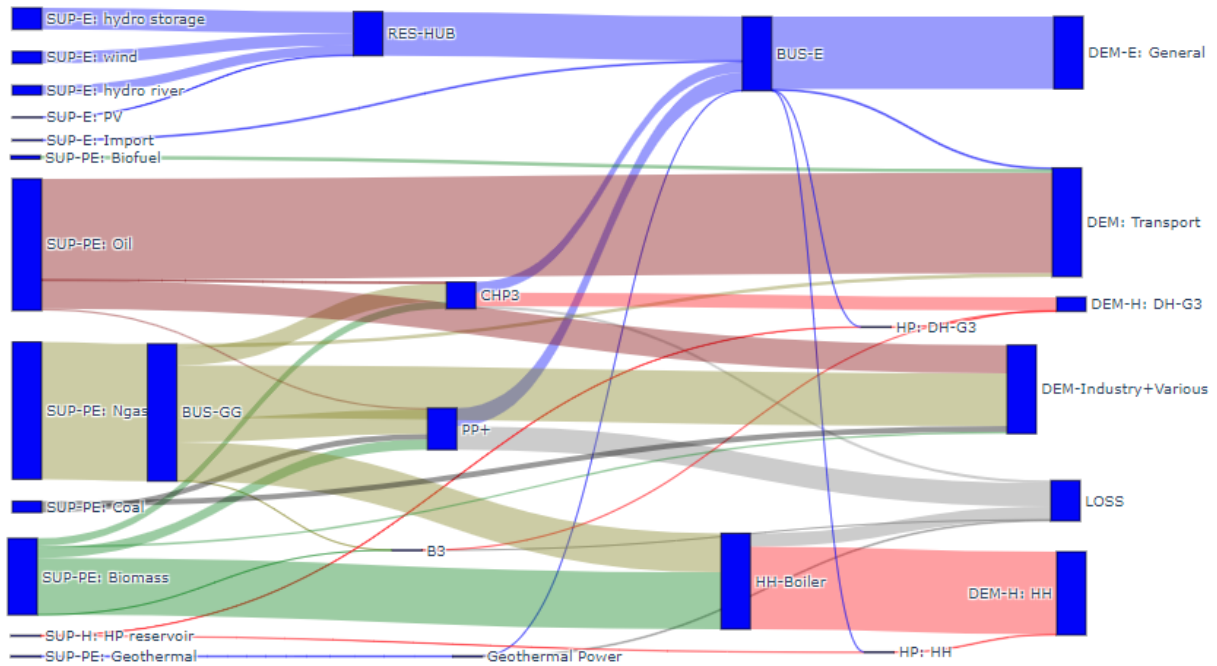 SUP-E: hydro storage
RES-HUB
BUS-E
DEM-E: General
SUP-E: wind
SUP-E: hydro river
SUP-E: PV
SUP-E: Import
SUP-PE: Biofuel
SUP-PE: Oil
DEM: Transport
CHP3
DEM-H: DH-G3
HP: DH-G3
SUP-PE: Ngas
BUS-GG
PP+
DEM-Industry+Various
SUP-PE: Coal
LOSS
B3
SUP-PE: Biomass
HH-Boiler
DEM-H: HH
SUP-H: HP reservoir
HP: HH
SUP-PE: Geothermal
Geothermal Power